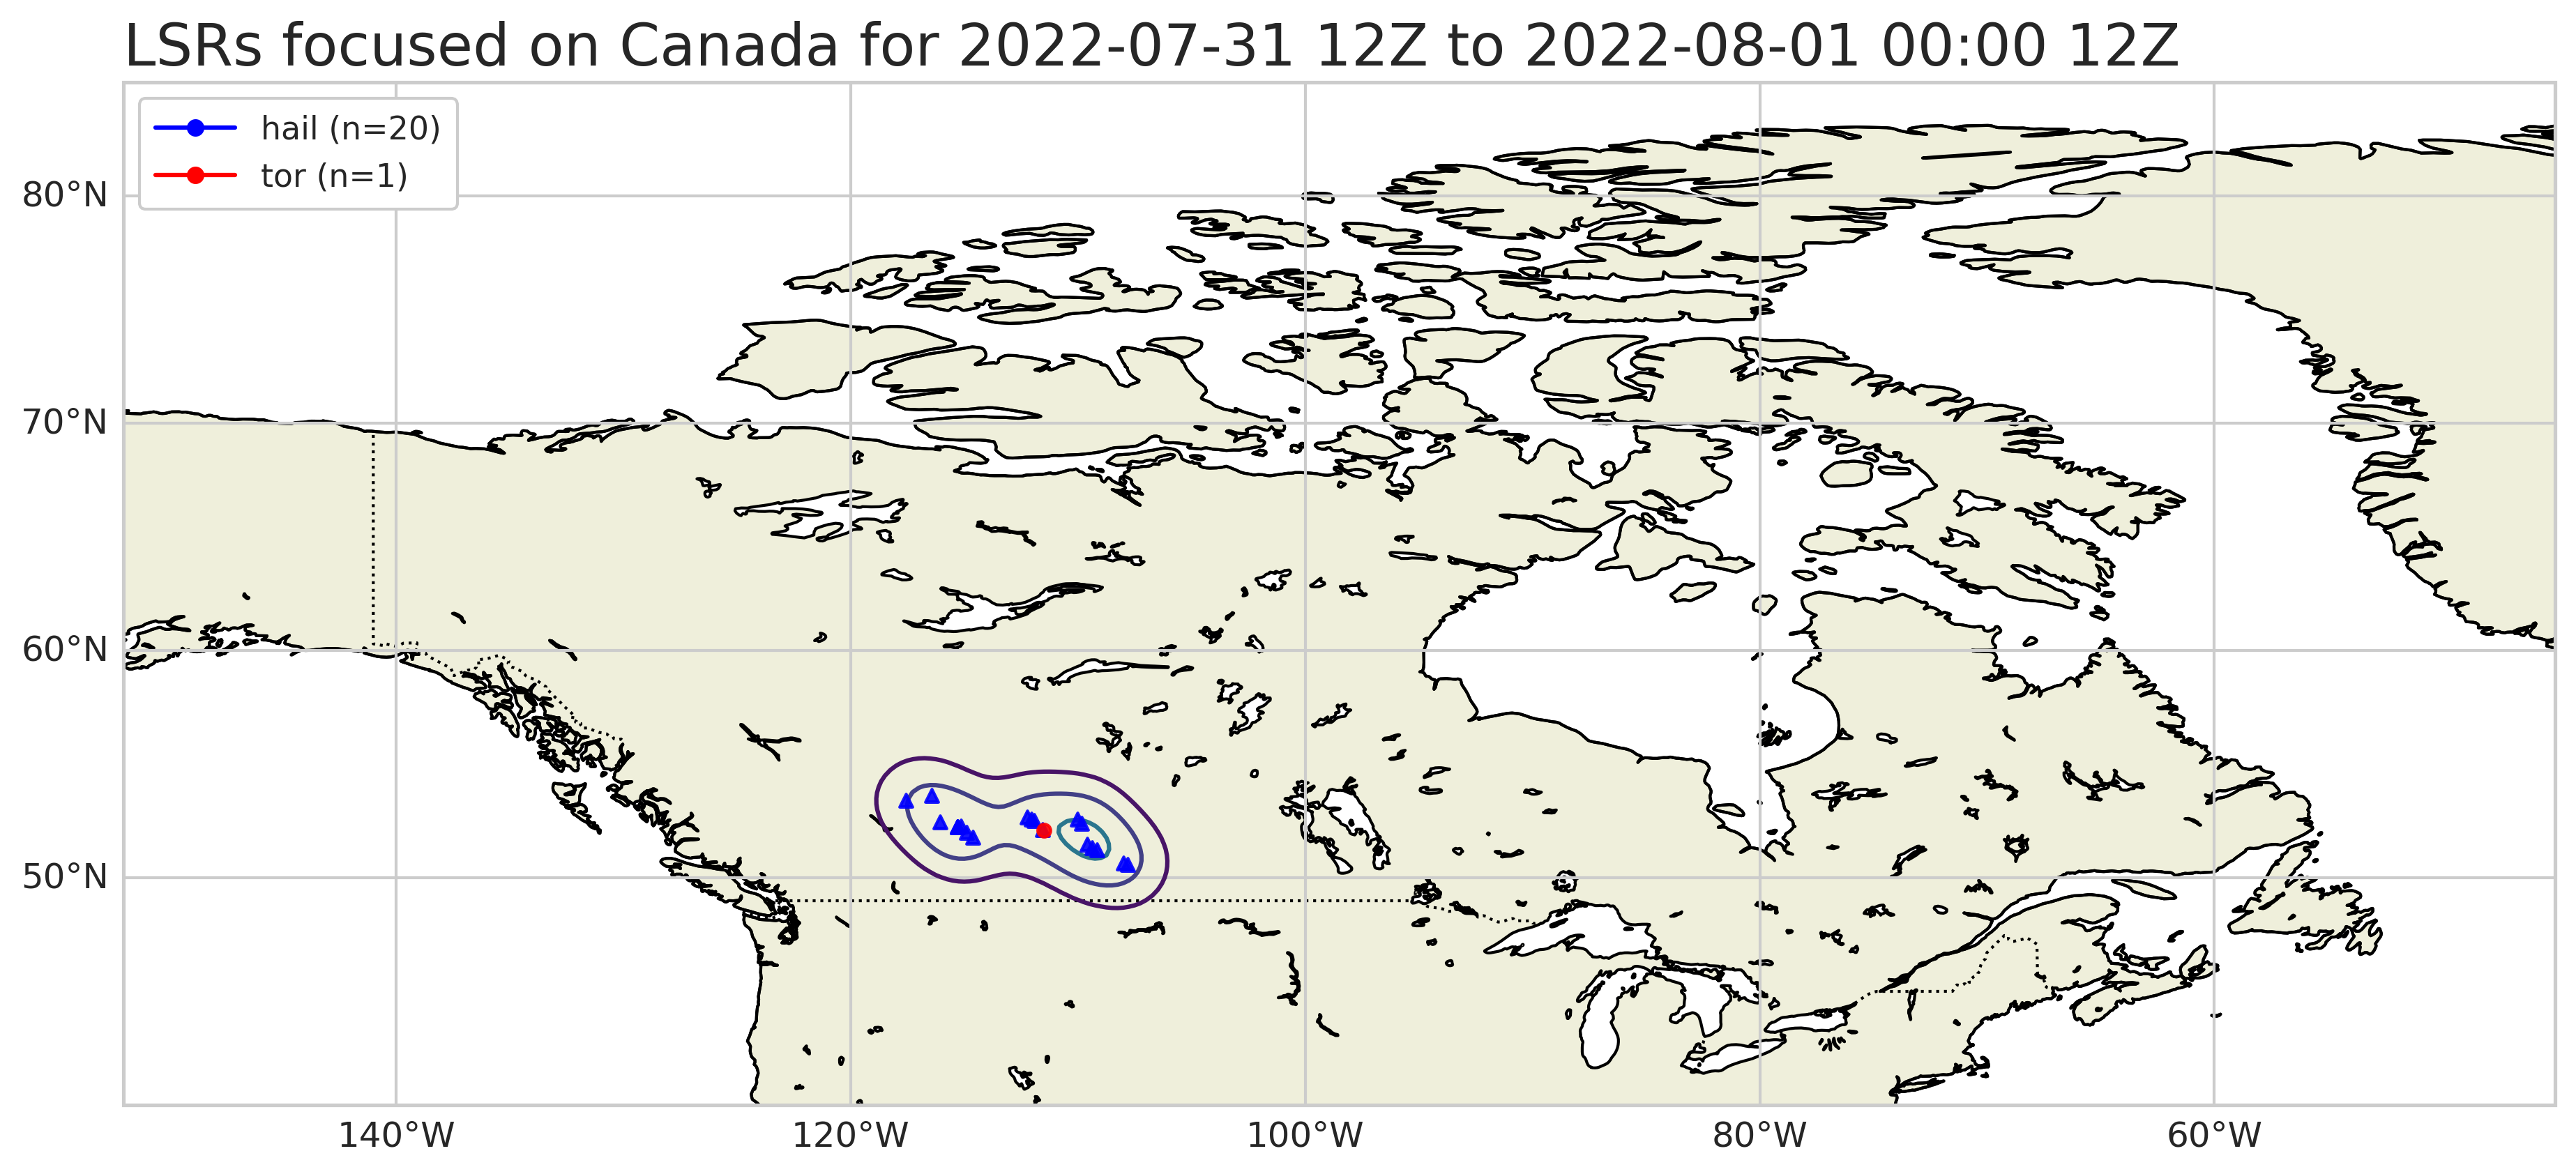 LSRs focused on Canada for 2022-07-31 12Z to 2022-08-01 00:00 12Z
hail (n=20)
tor (n=1)
80°N
70°N
60°N
50°N
140°W
120°W
100°W
80°W
60°W